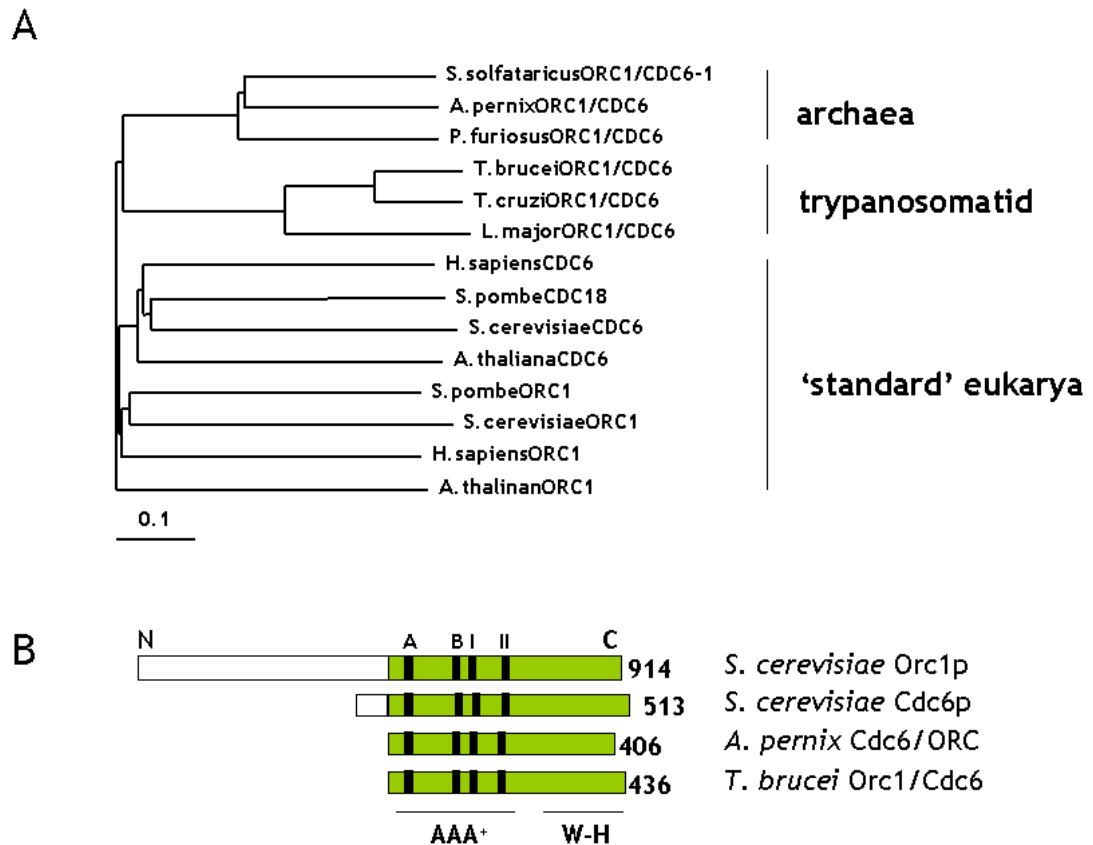 A
S.solfataricusORC1/CDC6-1
A.pernixORC1/CDC6
P.furiosusORC1/CDC6
archaea
T.bruceiORC1/CDC6
T.cruziORC1/CDC6
L.majorORC1/CDC6
trypanosomatid
H.sapiensCDC6
S.pombeCDC18
S.cerevisiaeCDC6
A.thalianaCDC6
S.pombeORC1
S.cerevisiaeORC1
H.sapiensORC1
A.thalinanORC1
‘standard’ eukarya
0.1
B
N A B I II C
914 S. cerevisiae Orc1p
513 S. cerevisiae Cdc6p
406 A. pernix Cdc6/ORC
436 T. brucei Orc1/Cdc6
AAA+ W-H